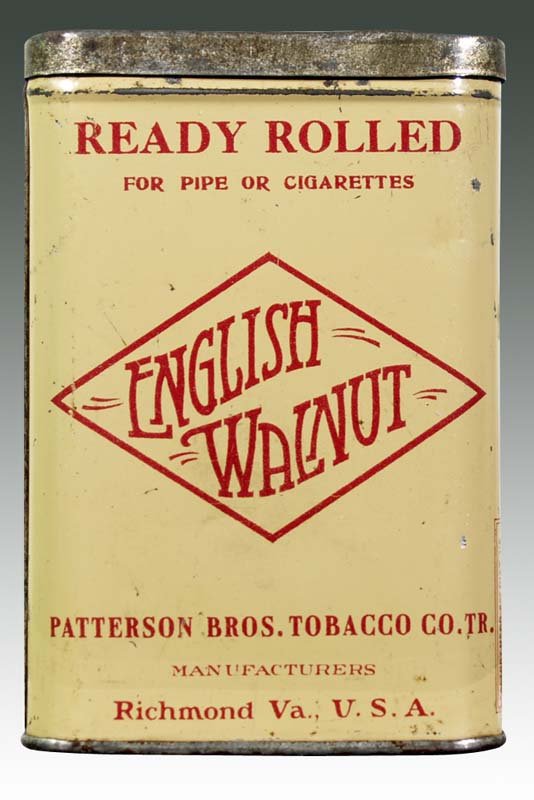 READY ROLLED
FOR PIPE OR CIGARETTES
ENGLISH
WALNUT
PATTERSON BROS. TOBACCO CO. TR.
MANUFACTURERS
Richmond Va., U. S. A.